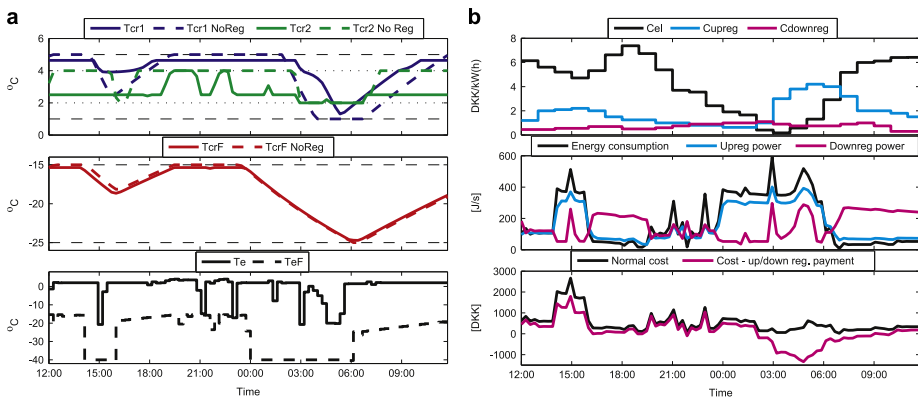 a
Tcr1 Tcr1 NoReg Tcr2 Tcr2 No Reg
6
4
2
0
°C
TcrF TcrF NoReg
-15
-20
-25
°C
Te TeF
0
-10
-20
-30
-40
°C
12:00 15:00 18:00 21:00 00:00 03:00 06:00 09:00
Time
b
Cel Cupreg Cdownreg
8
6
4
2
0
DKK/kW(h)
Energy consumption Upreg power Downreg power
600
400
200
0
[J/s]
Normal cost Cost - up/down reg. payment
3000
2000
1000
0
-1000
[DKK]
12:00 15:00 18:00 21:00 00:00 03:00 06:00 09:00
Time